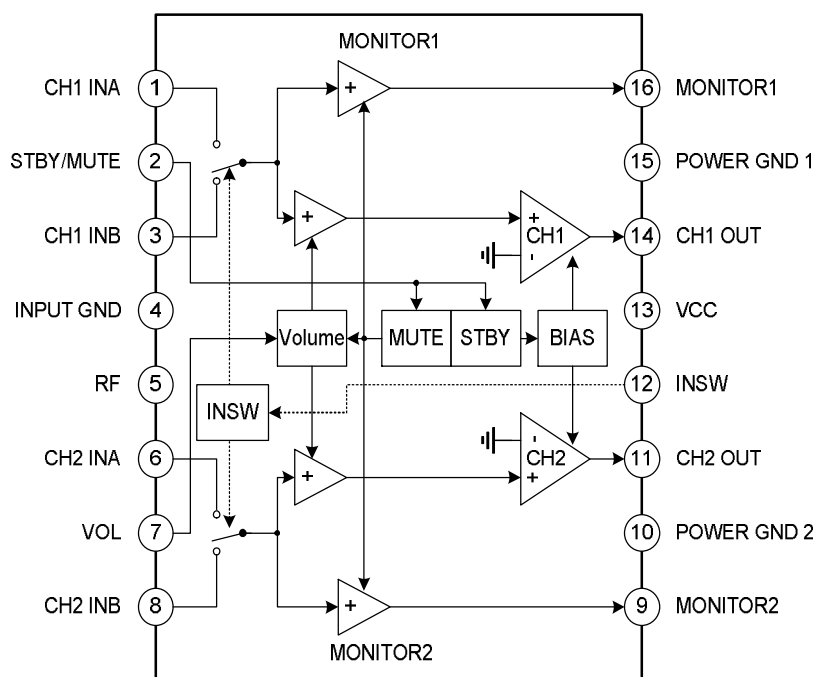 MONITOR1
CH1 INA 1
16 MONITOR1
+
STBY/MUTE 2
15 POWER GND 1
CH1 INB 3
+
+
CH1
-
14 CH1 OUT
INPUT GND 4
13 VCC
Volume
MUTE STBY
BIAS
RF 5
INSW
12 INSW
CH2 INA 6
+
-
CH2
+
11 CH2 OUT
VOL 7
10 POWER GND 2
CH2 INB 8
+
9 MONITOR2
MONITOR2